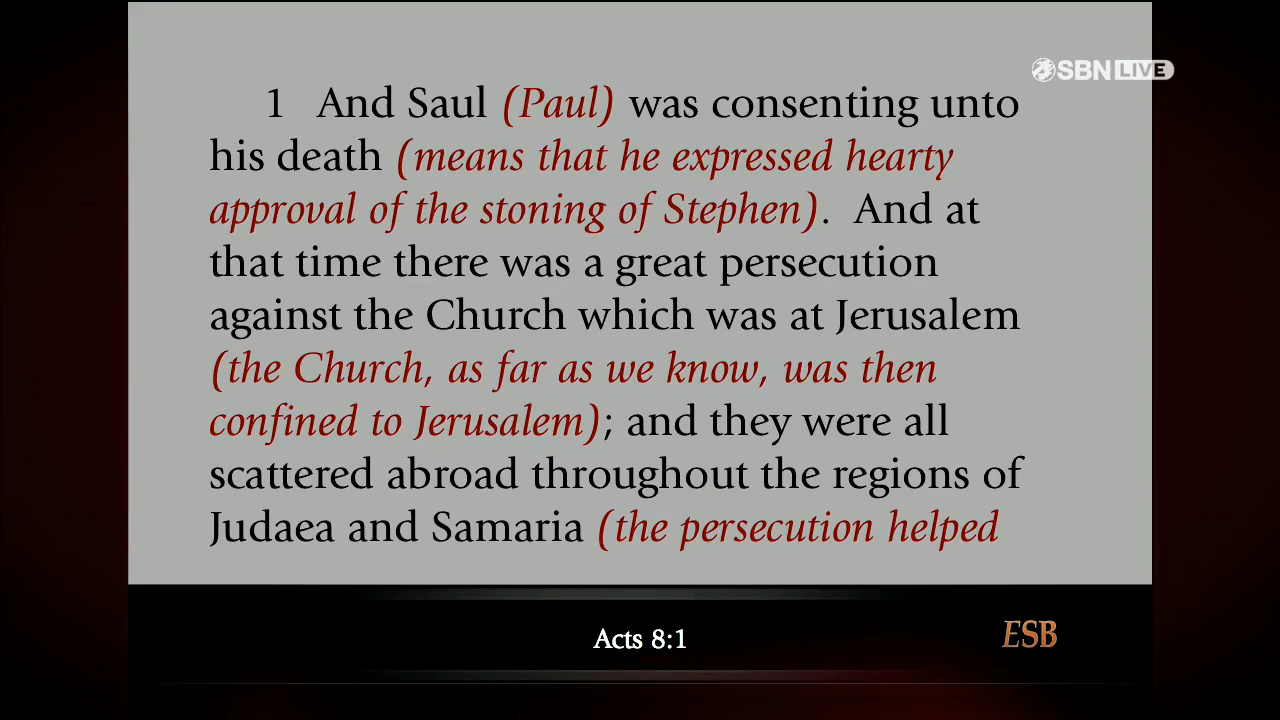 SBN LIVE
1 And Saul (Paul) was consenting unto
his death (means that he expressed hearty
approval of the stoning of Stephen). And at
that time there was a great persecution
against the Church which was at Jerusalem
(the Church, as far as we know, was then
confined to Jerusalem); and they were all
scattered abroad throughout the regions of
Judaea and Samaria (the persecution helped
Acts 8:1
ESB